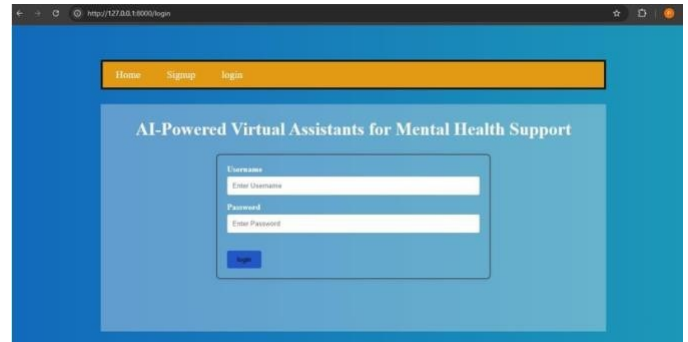 http://127.0.0.1:8000/login
Home Signup login
AI-Powered Virtual Assistants for Mental Health Support
Username
Enter Username
Password
Enter Password
login